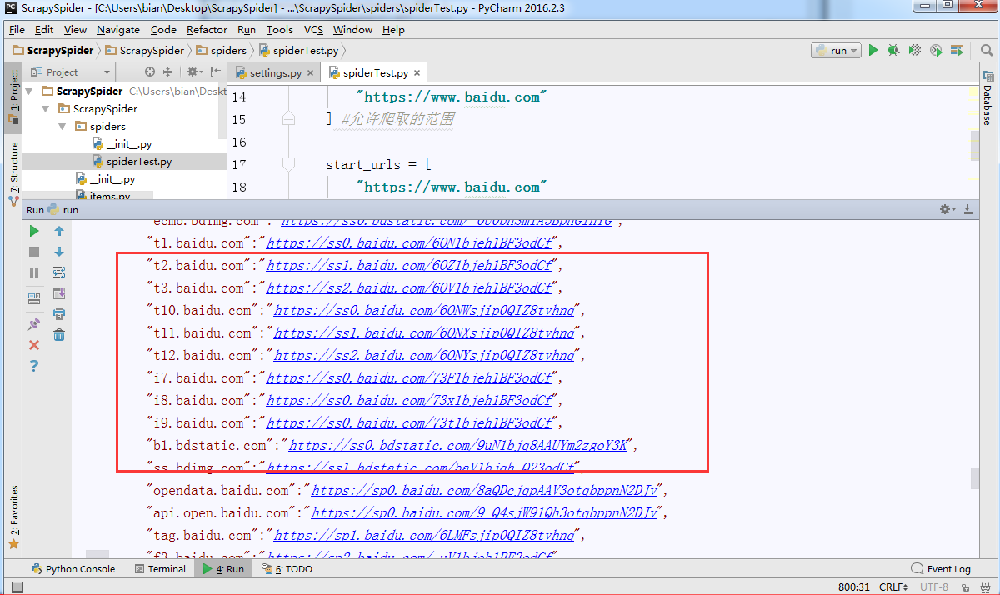 ScrapySpider - [C:\Users\bian\Desktop\ScrapySpider] - ...\ScrapySpider\spiders\spiderTest.py - PyCharm 2016.2.3
File Edit View Navigate Code Refactor Run Tools VCS Window Help
ScrapySpider ScrapySpider spiders spiderTest.py run
1: Project
7: Structure
2: Favorites
Database
Project
ScrapySpider C:\Users\bian\Deskt
ScrapySpider
spiders
__init__.py
spiderTest.py
__init__.py
items.py
settings.py spiderTest.py
14 "https://www.baidu.com"
15 ] #允许爬取的范围
16
17 start_urls = [
18 "https://www.baidu.com"
Run run
"t1.baidu.com":"https://ss0.baidu.com/6ON1bjeh1BF3odCf",
"t2.baidu.com":"https://ss1.baidu.com/6OZ1bjeh1BF3odCf",
"t3.baidu.com":"https://ss2.baidu.com/6OV1bjeh1BF3odCf",
"t10.baidu.com":"https://ss0.baidu.com/6ONWsjip0QIZ8tyhnq",
"t11.baidu.com":"https://ss1.baidu.com/6ONXsjip0QIZ8tyhnq",
"t12.baidu.com":"https://ss2.baidu.com/6ONYsjip0QIZ8tyhnq",
"i7.baidu.com":"https://ss0.baidu.com/73F1bjeh1BF3odCf",
"i8.baidu.com":"https://ss0.baidu.com/73x1bjeh1BF3odCf",
"i9.baidu.com":"https://ss0.baidu.com/73t1bjeh1BF3odCf",
"b1.bdstatic.com":"https://ss0.bdstatic.com/9uN1bjq8AAUYm2zgoY3K",
"ss.bdimg.com":"https://ss1.bdstatic.com/5aV1bjqh_Q23odCf",
"opendata.baidu.com":"https://sp0.baidu.com/8aQDcjqpAAV3otqbppnN2DJv",
"api.open.baidu.com":"https://sp0.baidu.com/9_Q4sjW91Qh3otqbppnN2DJv",
"tag.baidu.com":"https://sp1.baidu.com/6LMFsjip0QIZ8tyhnq",
"f3.baidu.com":"https://sp2.baidu.com/-uV1bjeh1BF3odCf"
Python Console Terminal 4: Run 6: TODO Event Log
800:31 CRLF UTF-8